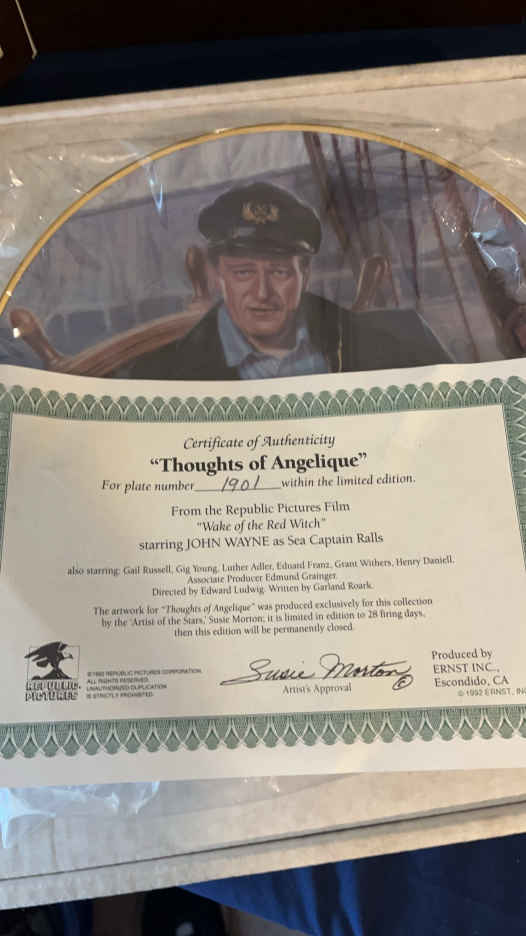 Certificate of Authenticity
"Thoughts of Angelique"
For plate number 1901 within the limited edition.
From the Republic Pictures Film
"Wake of the Red Witch"
starring JOHN WAYNE as Sea Captain Ralls
also starring: Gail Russell, Gig Young, Luther Adler, Eduard Franz, Grant Withers, Henry Daniell.
Associate Producer Edmund Grainger.
Directed by Edward Ludwig. Written by Garland Roark.
The artwork for "Thoughts of Angelique" was produced exclusively for this collection
by the 'Artist of the Stars,' Susie Morton; it is limited in edition to 28 firing days,
then this edition will be permanently closed.
REPUBLIC
PICTURES
©1992 REPUBLIC PICTURES CORPORATION.
ALL RIGHTS RESERVED.
UNAUTHORIZED DUPLICATION
IS STRICTLY PROHIBITED.
Susie Morton ©
Artist's Approval
Produced by
ERNST INC.,
Escondido, CA
© 1992 ERNST, IN